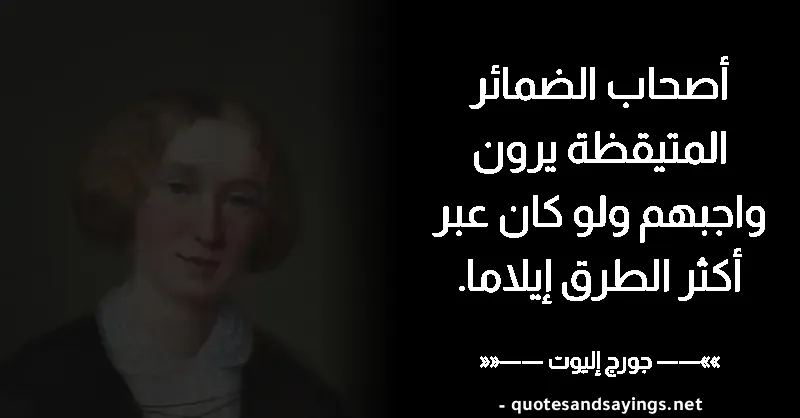 أصحاب الضمائر
المتيقظة يرون
واجبهم ولو كان عبر
أكثر الطرق إيلاما.
»»——— جورج إليوت ———««
- quotesandsayings.net